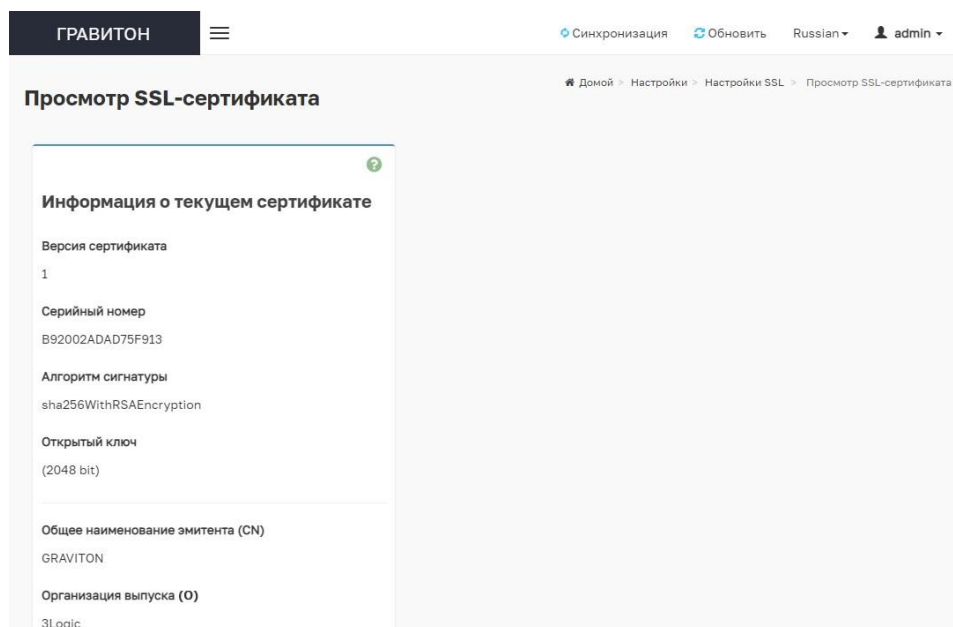 ГРАВИТОН
Синхронизация Обновить Russian admin
Домой > Настройки > Настройки SSL > Просмотр SSL-сертификата
Просмотр SSL-сертификата
Информация о текущем сертификате
Версия сертификата
1
Серийный номер
B92002ADAD75F913
Алгоритм сигнатуры
sha256WithRSAEncryption
Открытый ключ
(2048 bit)
Общее наименование эмитента (CN)
GRAVITON
Организация выпуска (O)
3Logic